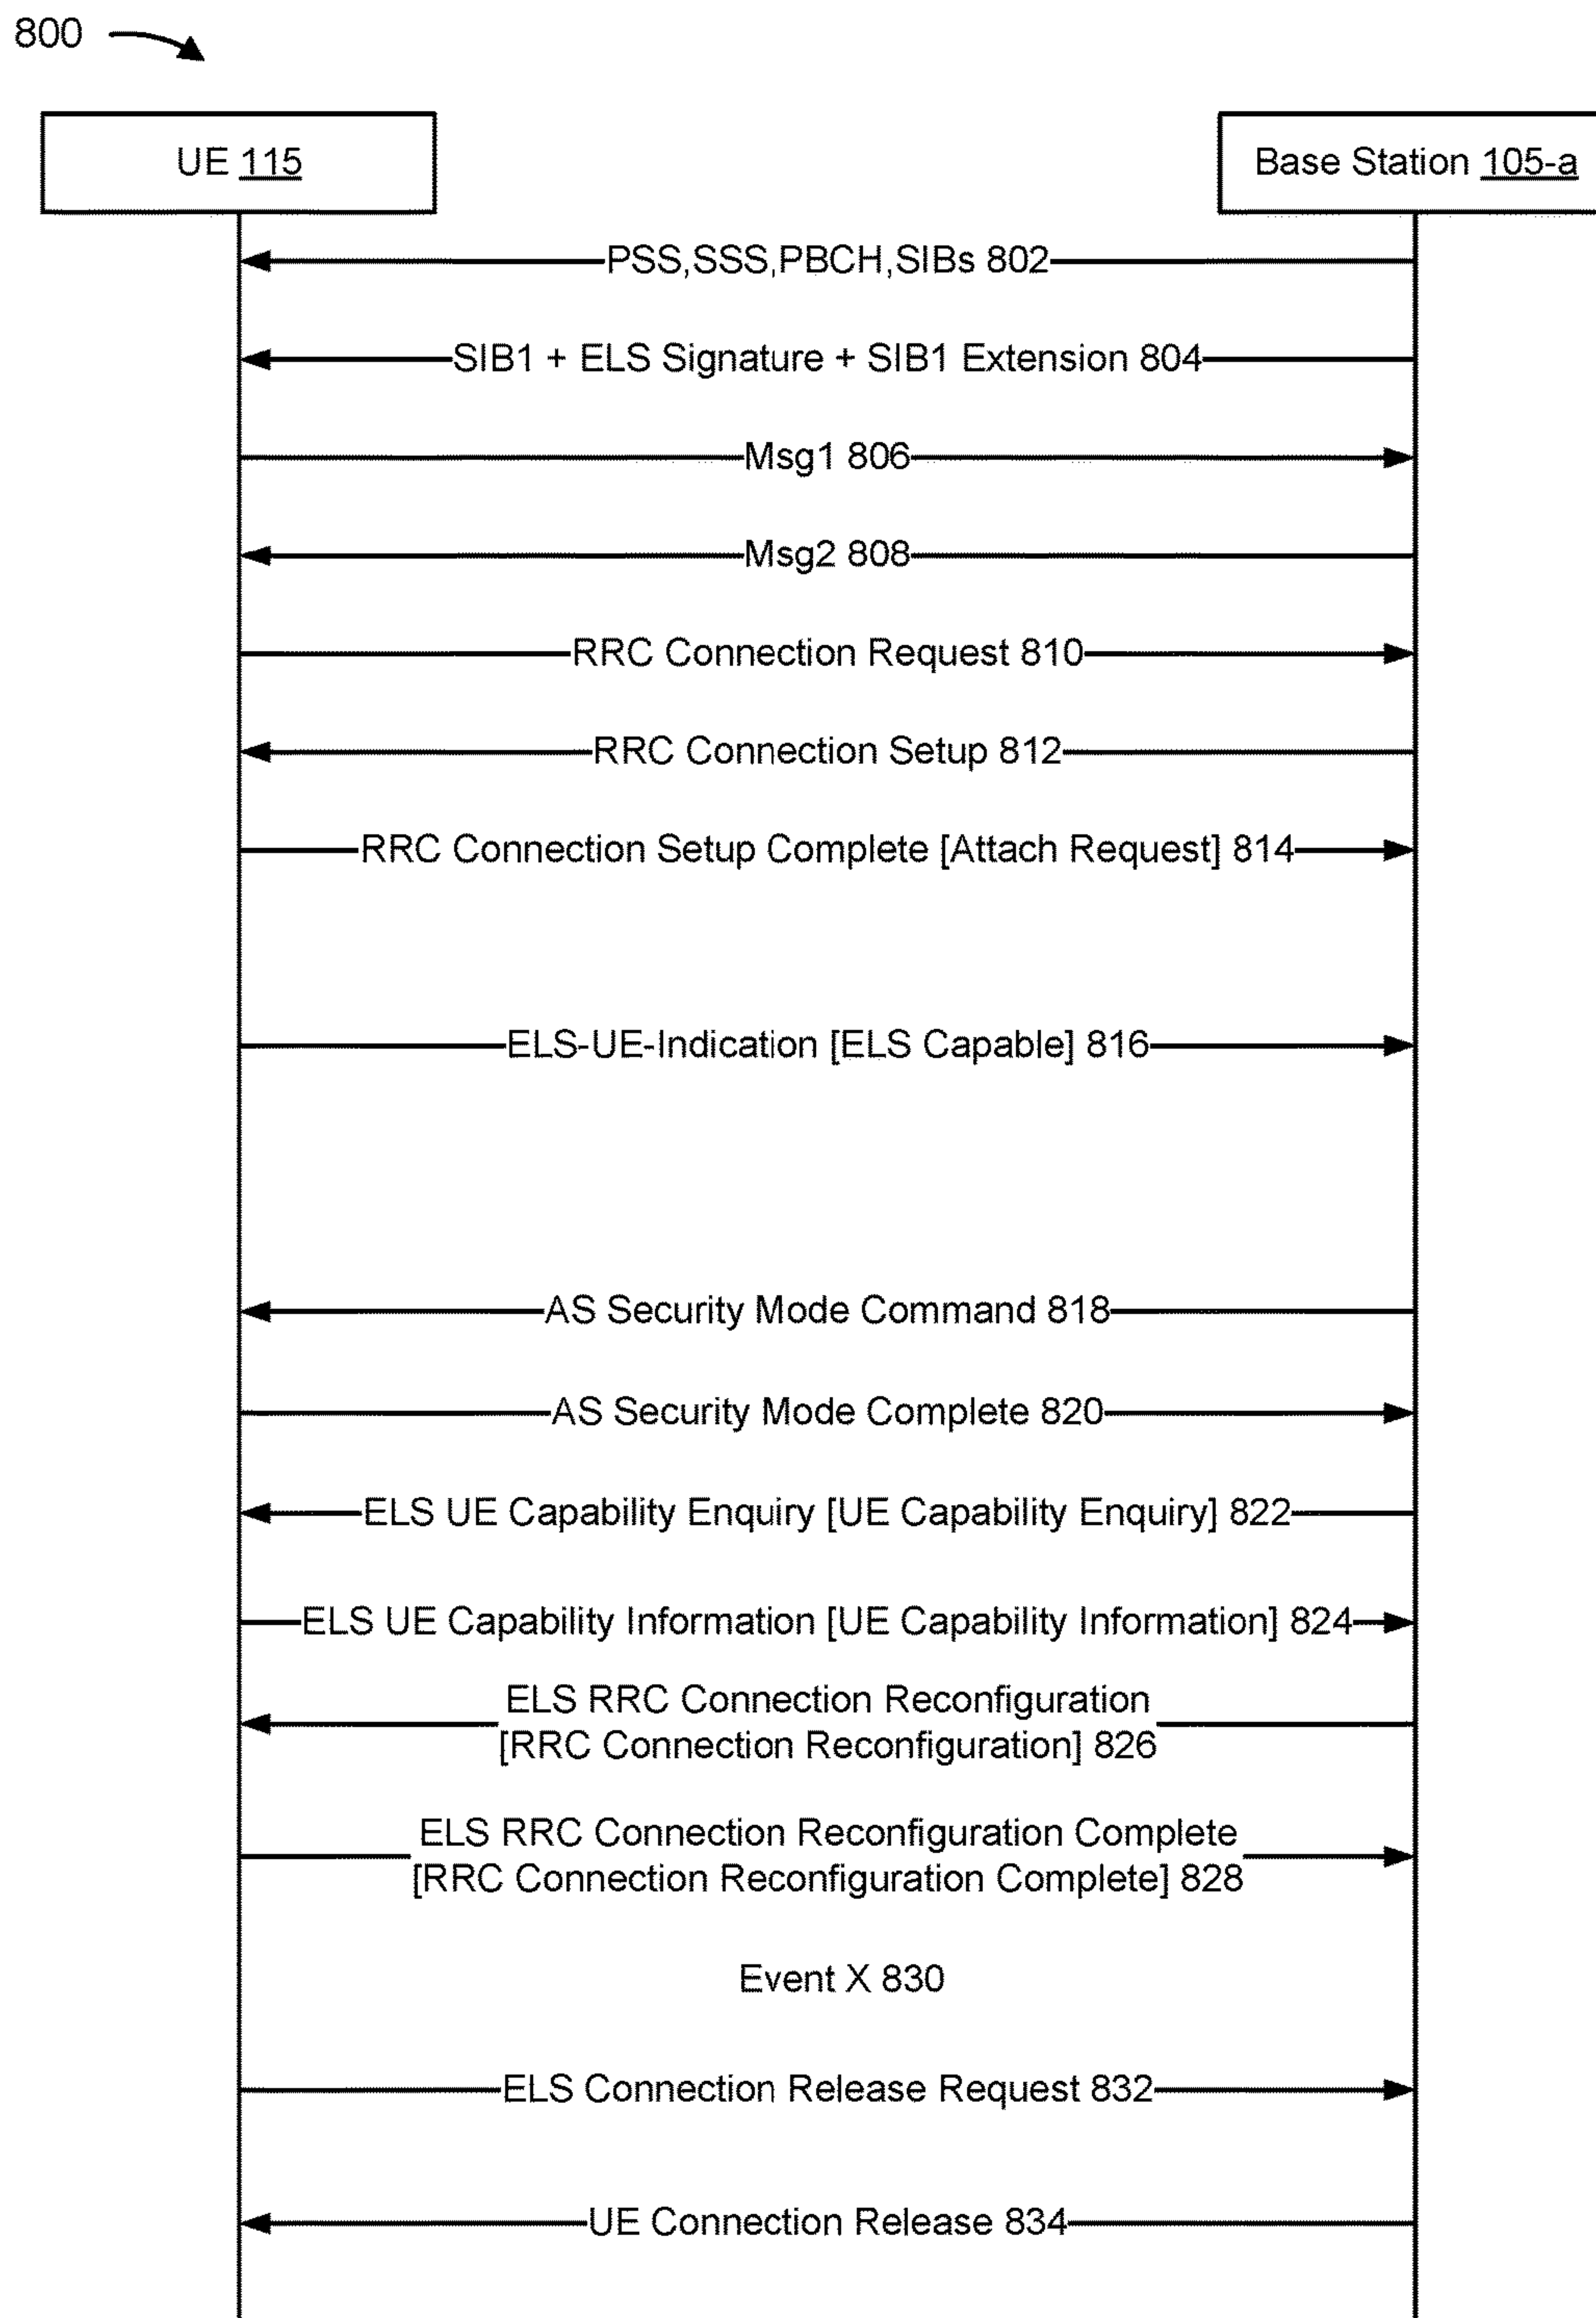 800
UE 115
Base Station 105-a
PSS,SSS,PBCH,SIBs 802
SIB1 + ELS Signature + SIB1 Extension 804
Msg1 806
Msg2 808
RRC Connection Request 810
RRC Connection Setup 812
RRC Connection Setup Complete [Attach Request] 814
ELS-UE-Indication [ELS Capable] 816
AS Security Mode Command 818
AS Security Mode Complete 820
ELS UE Capability Enquiry [UE Capability Enquiry] 822
ELS UE Capability Information [UE Capability Information] 824
ELS RRC Connection Reconfiguration
[RRC Connection Reconfiguration] 826
ELS RRC Connection Reconfiguration Complete
[RRC Connection Reconfiguration Complete] 828
Event X 830
ELS Connection Release Request 832
UE Connection Release 834